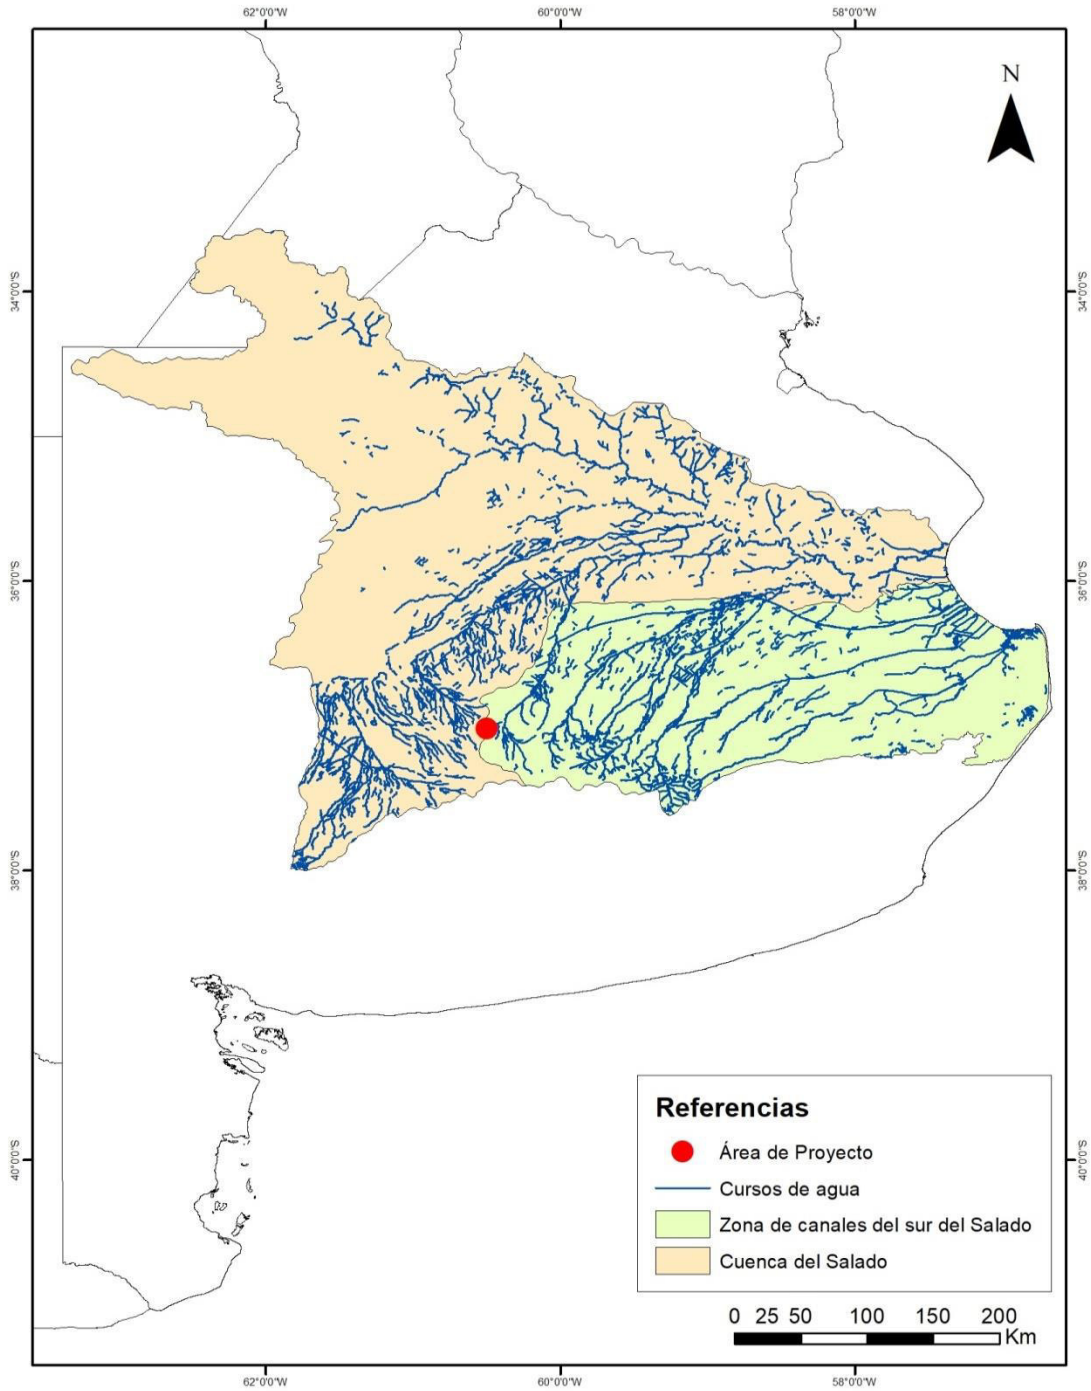 62°0'0"O 60°0'0"O 58°0'0"O
N
34°0'0"S 34°0'0"S
36°0'0"S 36°0'0"S
38°0'0"S 38°0'0"S
Referencias
Área de Proyecto
Cursos de agua
Zona de canales del sur del Salado
Cuenca del Salado
40°0'0"S 40°0'0"S
0 25 50 100 150 200
Km
62°0'0"O 60°0'0"O 58°0'0"O